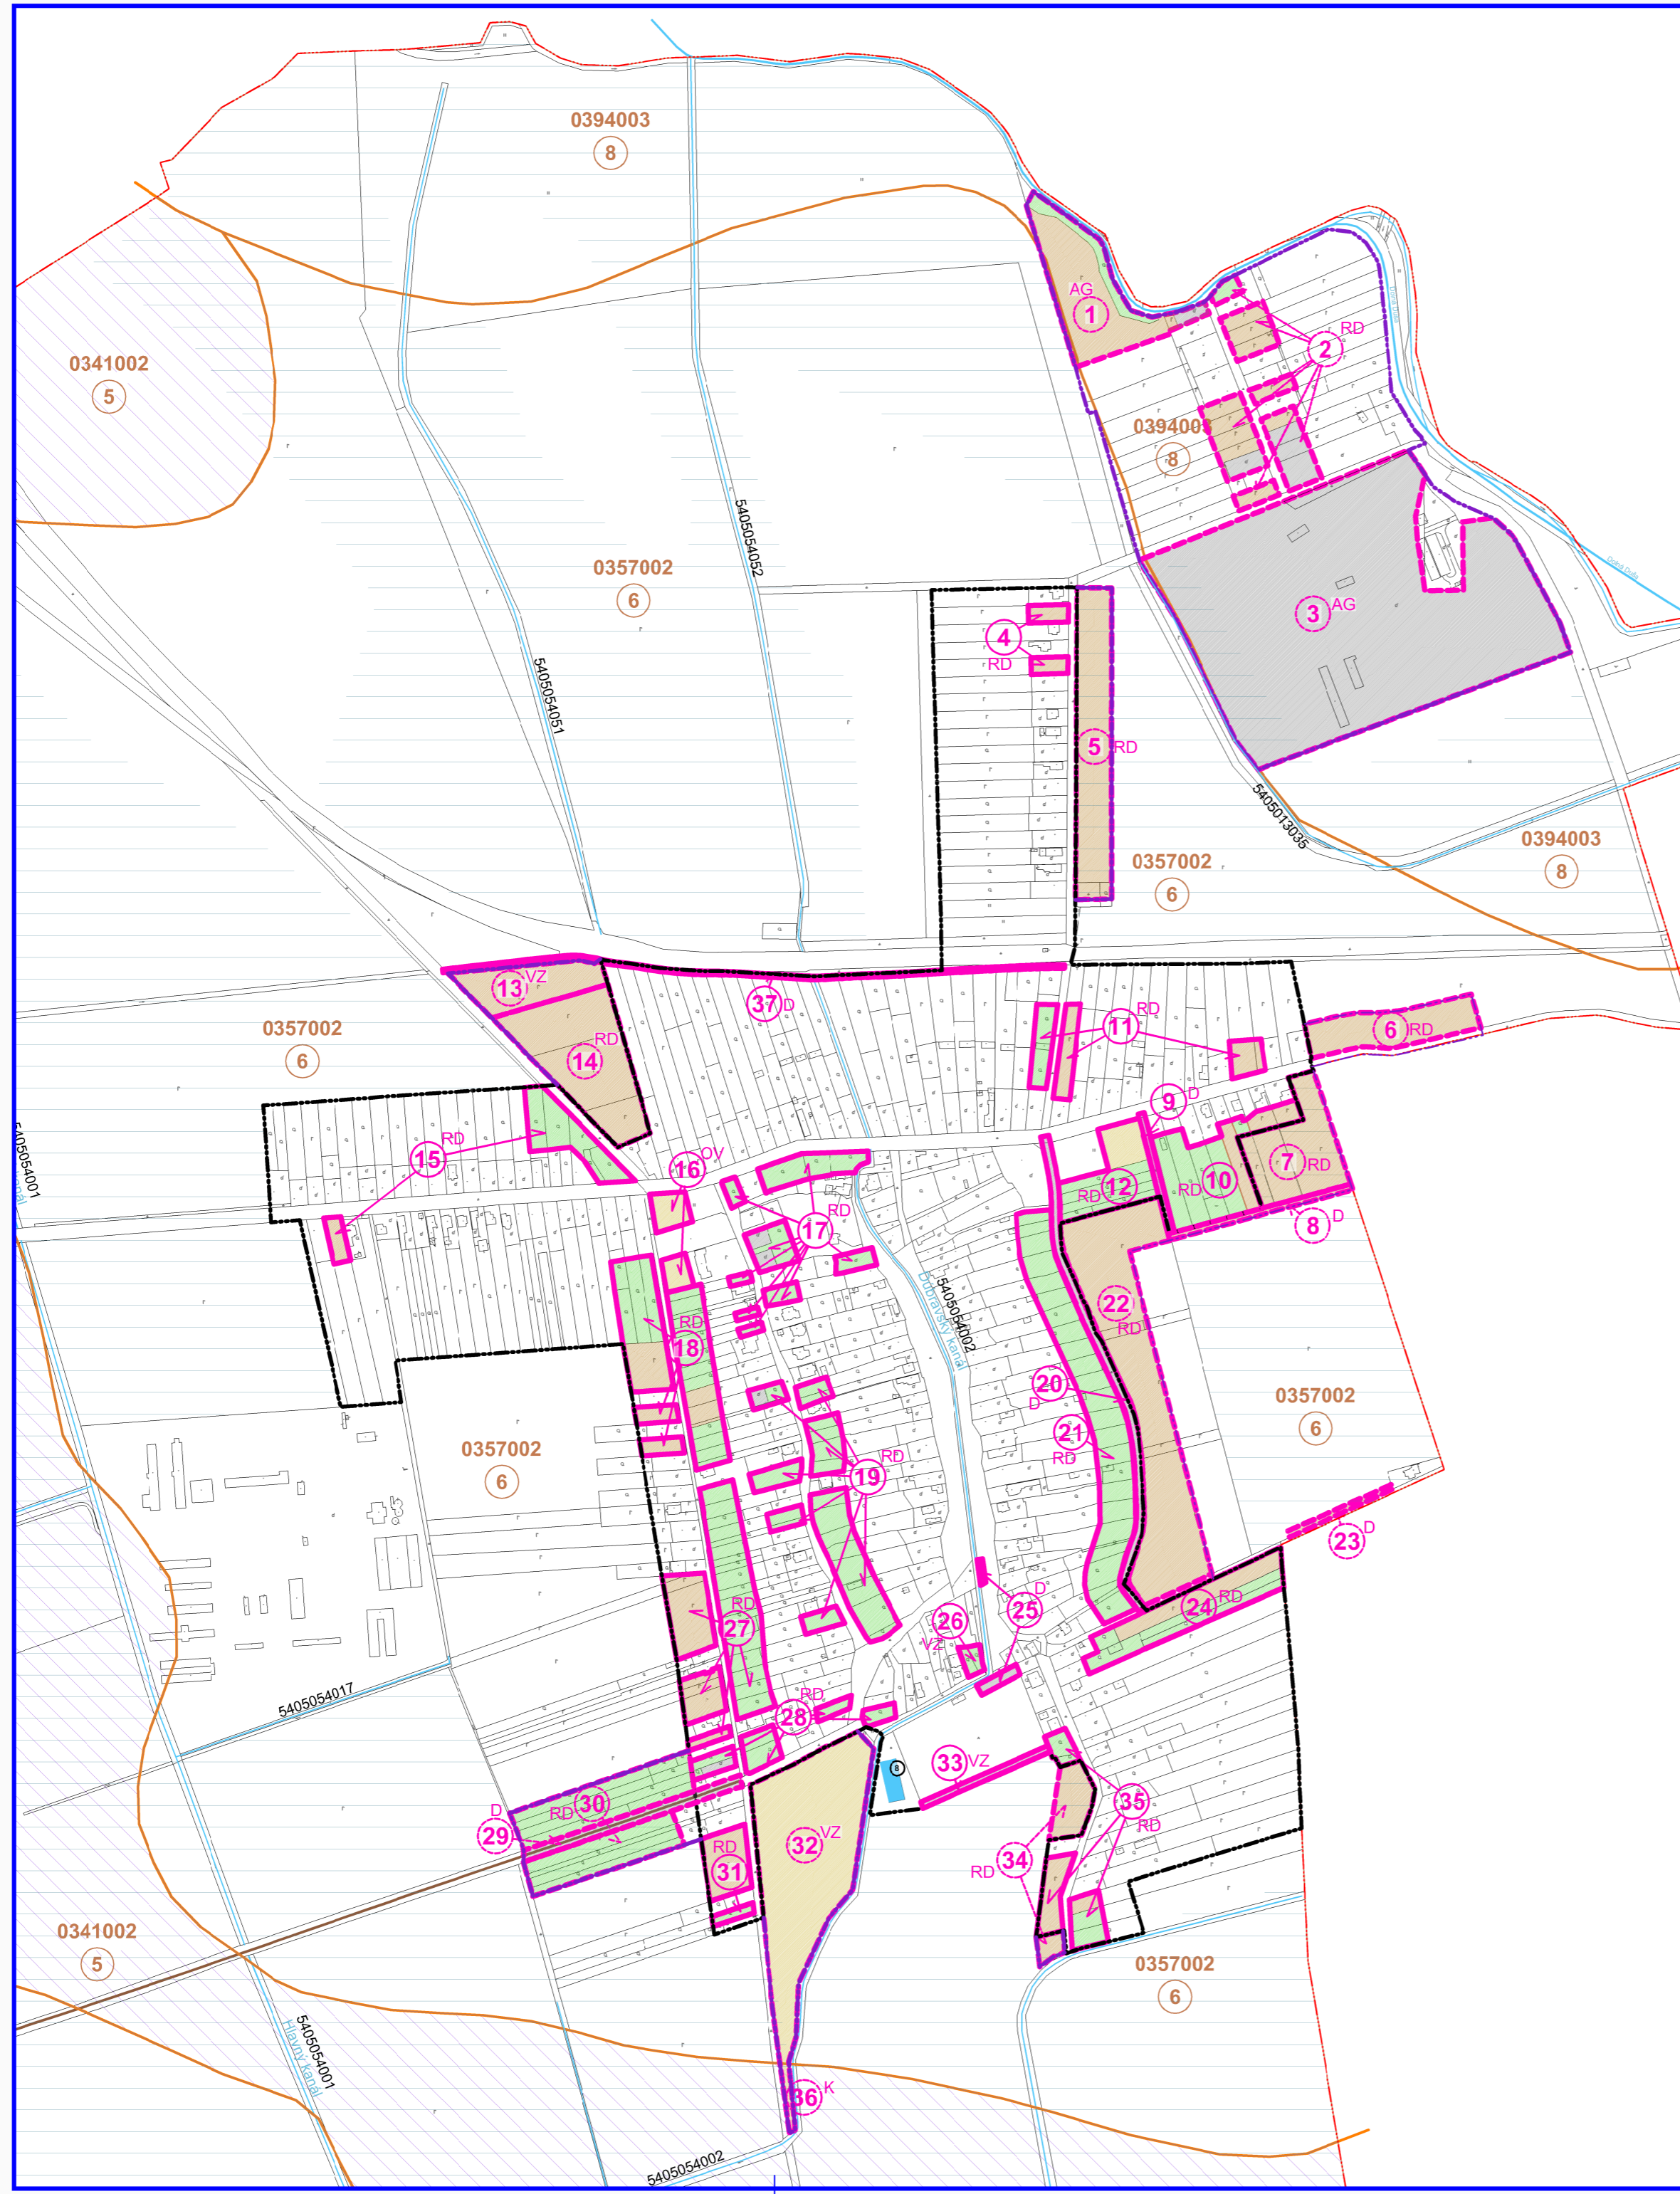 0394003
8
AG
1
RD
2
0341002
5
0394003
8
5405054052
0357002
6
Dolná Duša
3 AG
4
RD
5405054051
5 RD
5405013035
0394003
8
0357002
6
13 VZ
37 D
RD
11
6 RD
0357002
6
RD
14
9 D
RD
15
5405054001
16 OV
RD 12
RD 10
7 RD
8 D
RD
17
Dúbravský kanál
5405054002
22
RD
RD
18
20
D
0357002
6
21
RD
0357002
6
RD
19
23 D
24 RD
D
25
26
VZ
RD
27
5405054017
RD
28
33 VZ
8
D
29
RD 30
32 VZ
35
RD
RD
31
34
RD
0341002
5
0357002
6
5405054001
Hlavný kanál
36 K
5405054002